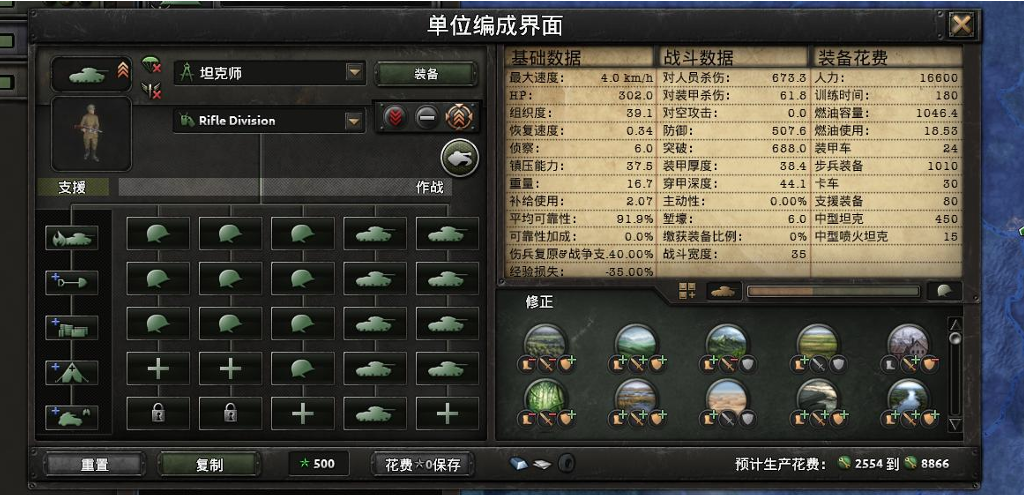 单位编成界面
坦克师
装备
Rifle Division
支援
作战
重置
复制
500
花费 0保存
基础数据
最大速度: 4.0 km/h
HP: 302.0
组织度: 39.1
恢复速度: 0.34
侦察: 6.0
镇压能力: 37.5
重量: 16.7
补给使用: 2.07
平均可靠性: 91.9%
可靠性加成: 0.0%
伤兵复原&战争支.40.00%
经验损失: -35.00%
战斗数据
对人员杀伤: 673.3
对装甲杀伤: 61.8
对空攻击: 0.0
防御: 507.6
突破: 688.0
装甲厚度: 38.4
穿甲深度: 44.1
主动性: 0.00%
堑壕: 6.0
缴获装备比例: 0%
战斗宽度: 35
装备花费
人力: 16600
训练时间: 180
燃油容量: 1046.4
燃油使用: 18.53
装甲车 24
步兵装备 1010
卡车 30
支援装备 80
中型坦克 450
中型喷火坦克 15
修正
预计生产花费: 2554 到 8866